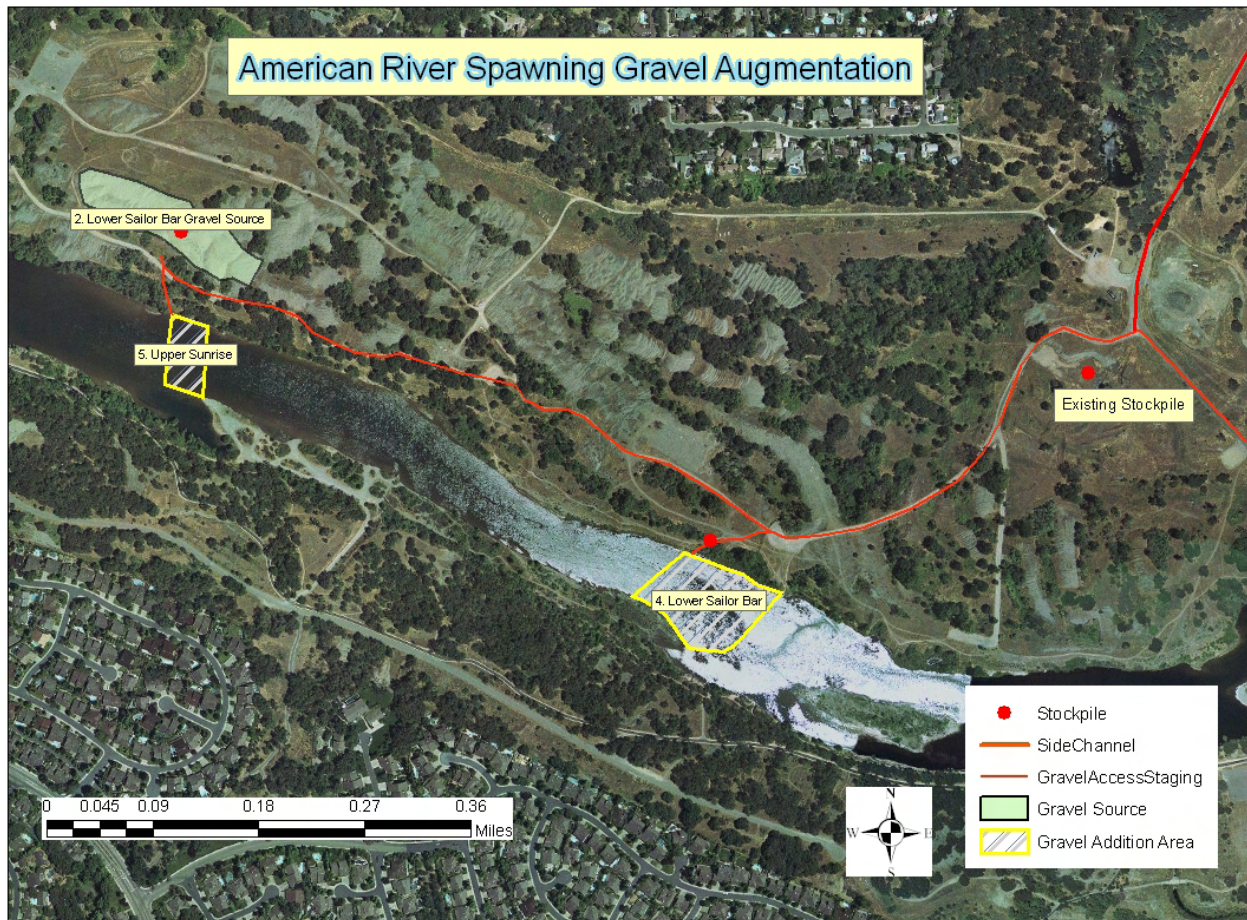 American River Spawning Gravel Augmentation
2. Lower Sailor Bar Gravel Source
5. Upper Sunrise
Existing Stockpile
4. Lower Sailor Bar
Stockpile
SideChannel
GravelAccessStaging
Gravel Source
Gravel Addition Area
0 0.045 0.09 0.18 0.27 0.36
Miles
N
W E
S